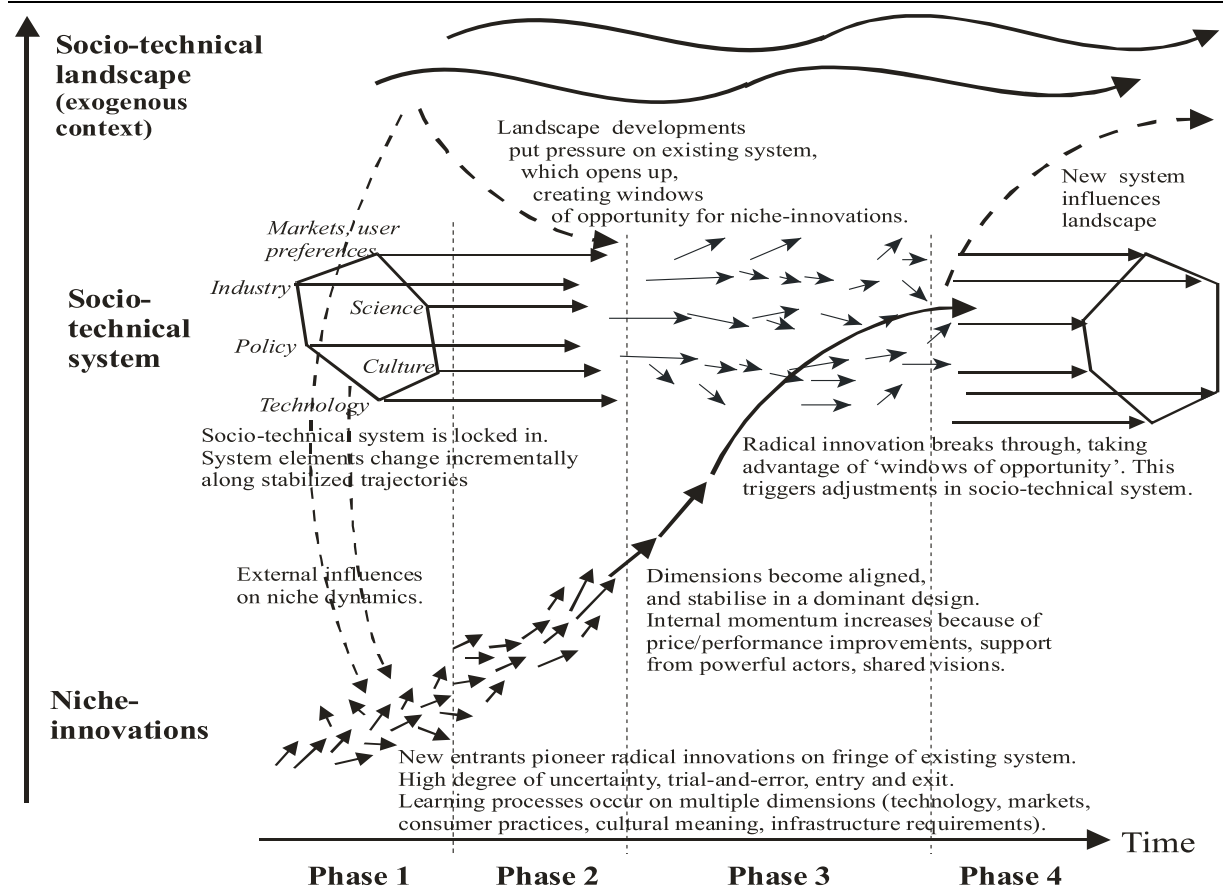 Socio-technical
landscape
(exogenous
context)
Landscape developments
put pressure on existing system,
which opens up,
creating windows
of opportunity for niche-innovations.
New system
influences
landscape
Markets, user
preferences
Industry
Science
Policy
Culture
Technology
Socio-
technical
system
Socio-technical system is locked in.
System elements change incrementally
along stabilized trajectories
Radical innovation breaks through, taking
advantage of ‘windows of opportunity’. This
triggers adjustments in socio-technical system.
External influences
on niche dynamics.
Dimensions become aligned,
and stabilise in a dominant design.
Internal momentum increases because of
price/performance improvements, support
from powerful actors, shared visions.
Niche-
innovations
New entrants pioneer radical innovations on fringe of existing system.
High degree of uncertainty, trial-and-error, entry and exit.
Learning processes occur on multiple dimensions (technology, markets,
consumer practices, cultural meaning, infrastructure requirements).
Time
Phase 1
Phase 2
Phase 3
Phase 4